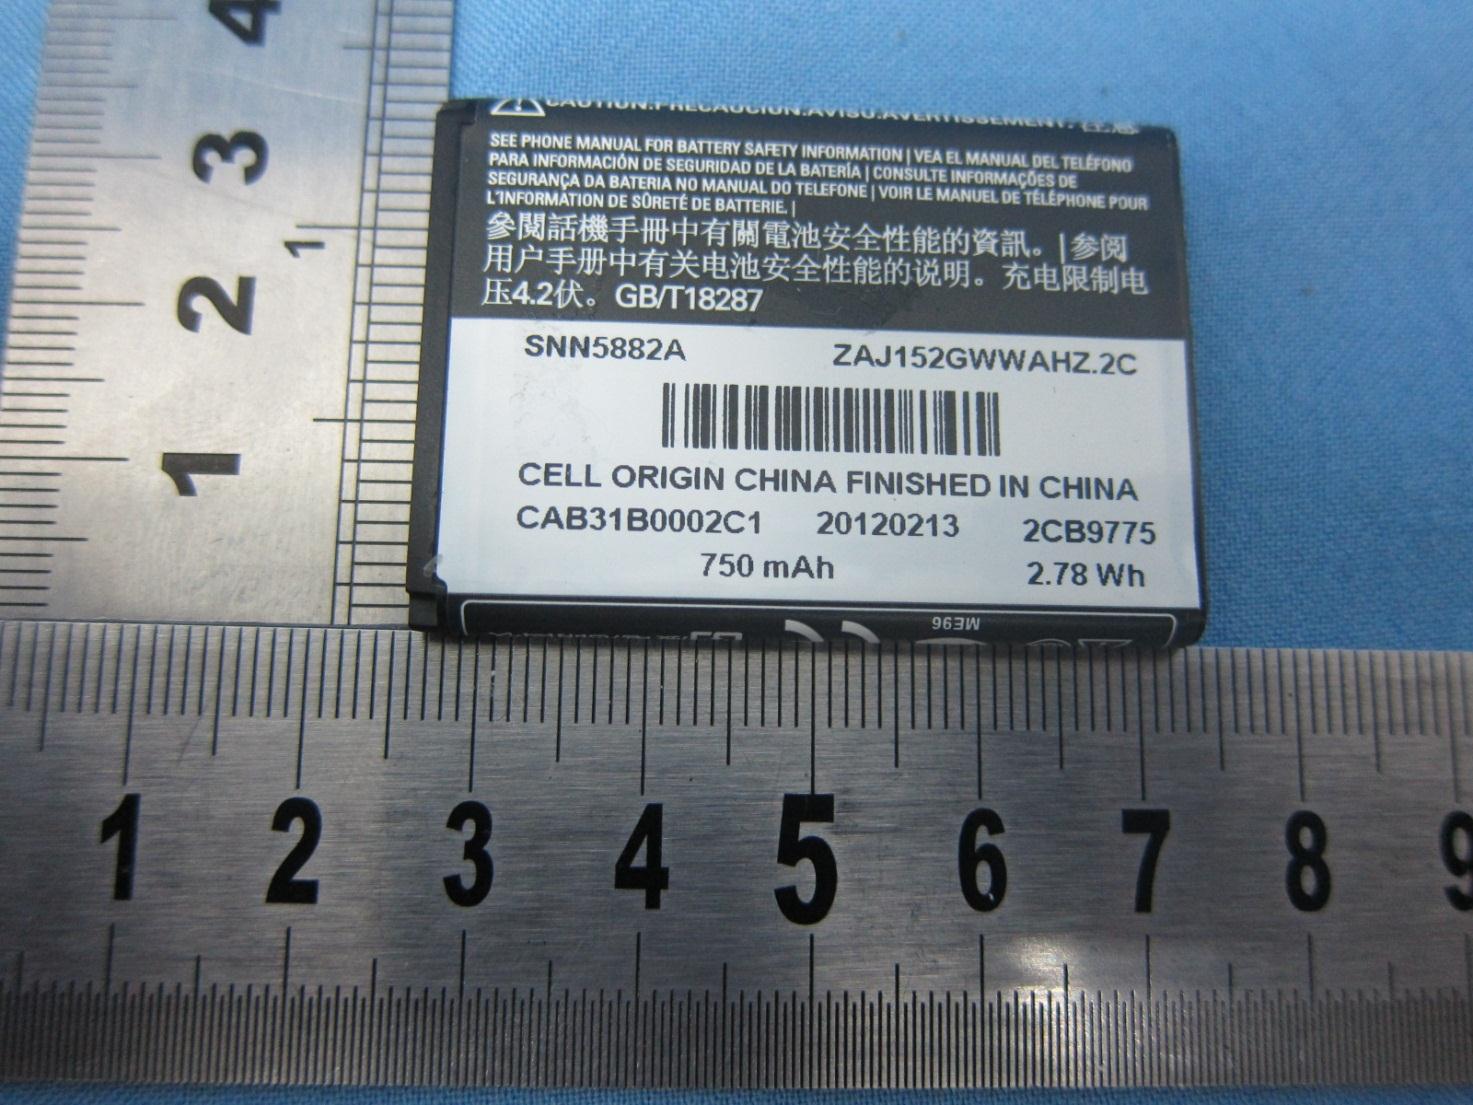 CAUTION.PRECAUCIÓN.AVISO.AVERTISSEMENT.
SEE PHONE MANUAL FOR BATTERY SAFETY INFORMATION | VEA EL MANUAL DEL TELÉFONO
PARA INFORMACIÓN DE SEGURIDAD DE LA BATERÍA | CONSULTE INFORMAÇÕES DE
SEGURANÇA DA BATERIA NO MANUAL DO TELEFONE | VOIR LE MANUEL DE TÉLÉPHONE POUR
L'INFORMATION DE SÛRETÉ DE BATTERIE. |
參閱話機手冊中有關電池安全性能的資訊。|参阅
用户手册中有关电池安全性能的说明。充电限制电
压4.2伏。GB/T18287
SNN5882A ZAJ152GWWAHZ.2C
CELL ORIGIN CHINA FINISHED IN CHINA
CAB31B0002C1 20120213 2CB9775
750 mAh 2.78 Wh
ME96
4
3
2
1
1
1 2 3 4 5 6 7 8 9